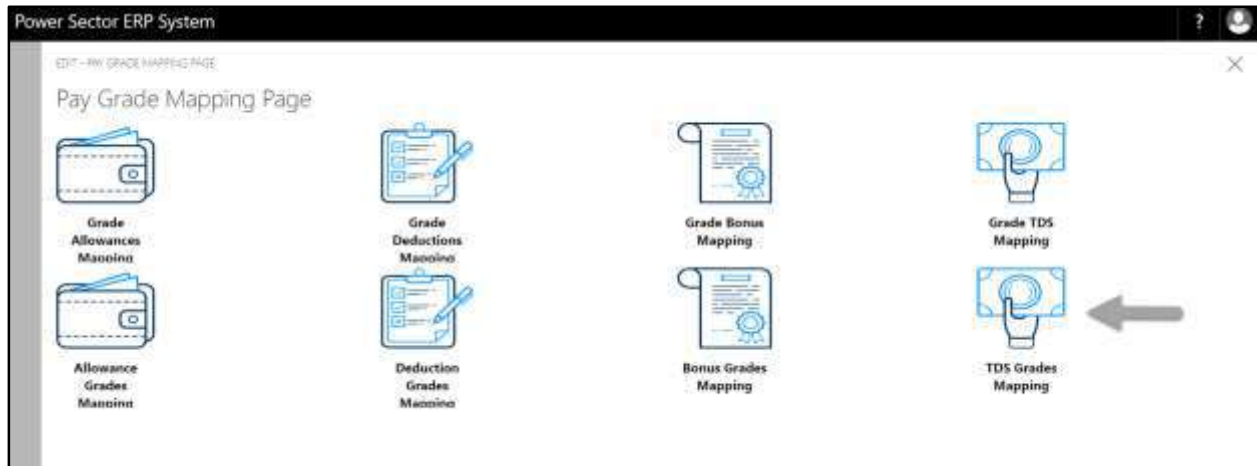 Power Sector ERP System
?
EDIT - PAY GRADE MAPPING PAGE
Pay Grade Mapping Page
Grade
Allowances
Mapping
Grade
Deductions
Mapping
Grade Bonus
Mapping
Grade TDS
Mapping
Allowance
Grades
Mapping
Deduction
Grades
Mapping
Bonus Grades
Mapping
TDS Grades
Mapping